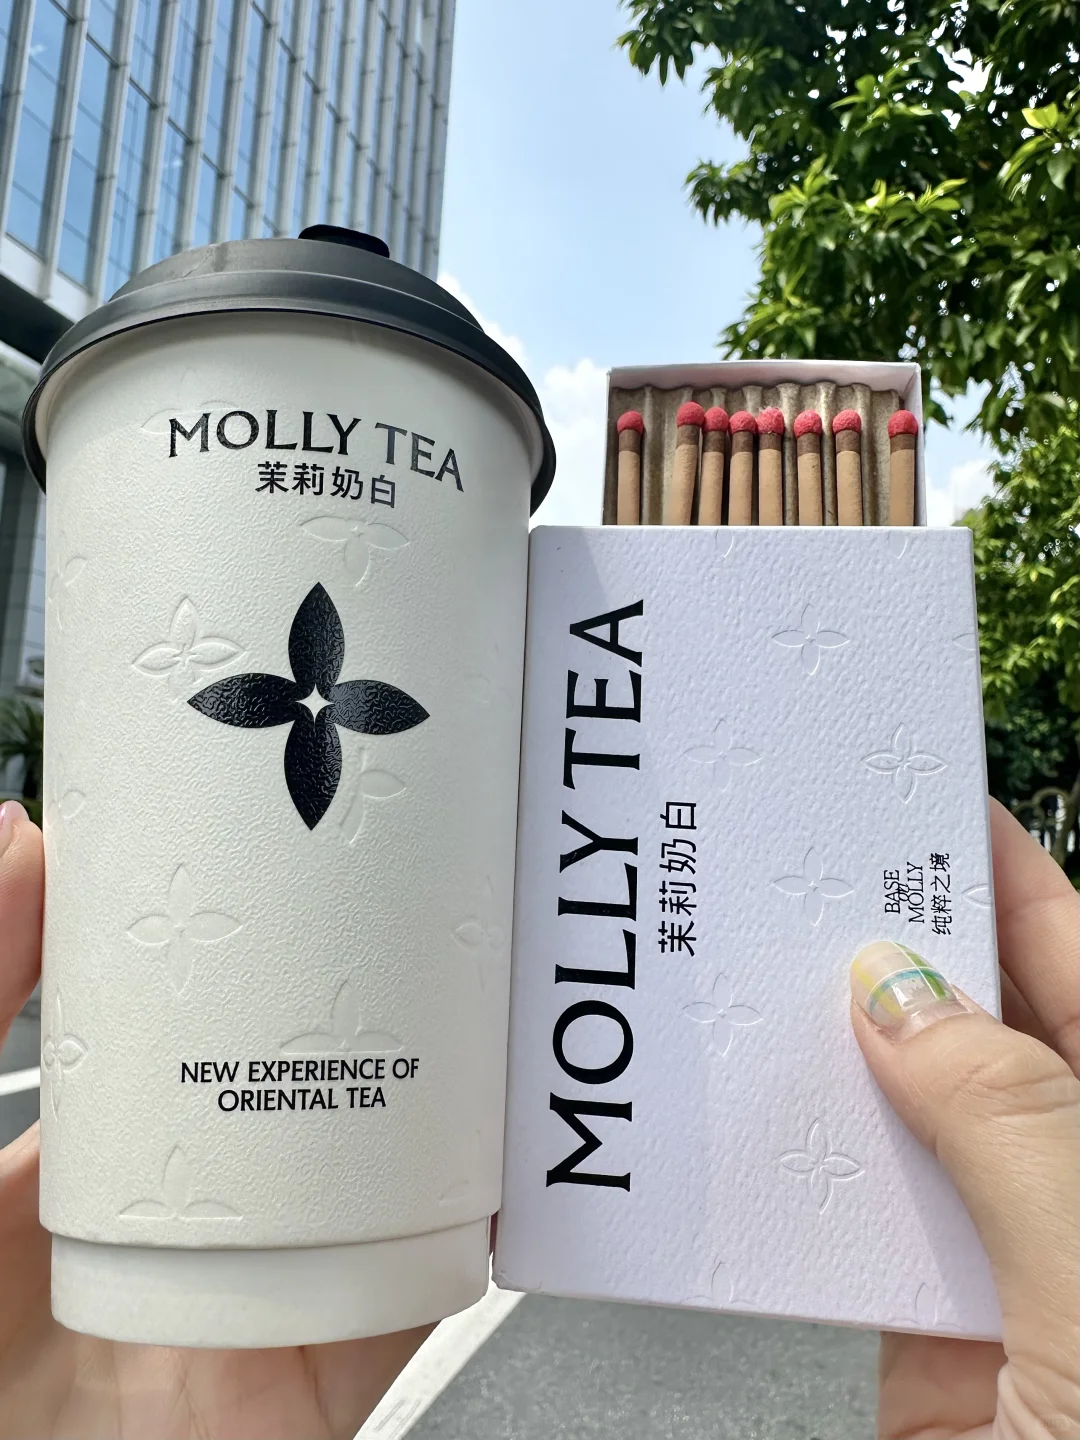 MOLLY TEA
茉莉奶白
NEW EXPERIENCE OF
ORIENTAL TEA
MOLLY TEA
茉莉奶白
BASE
OF
MOLLY
纯粹之境